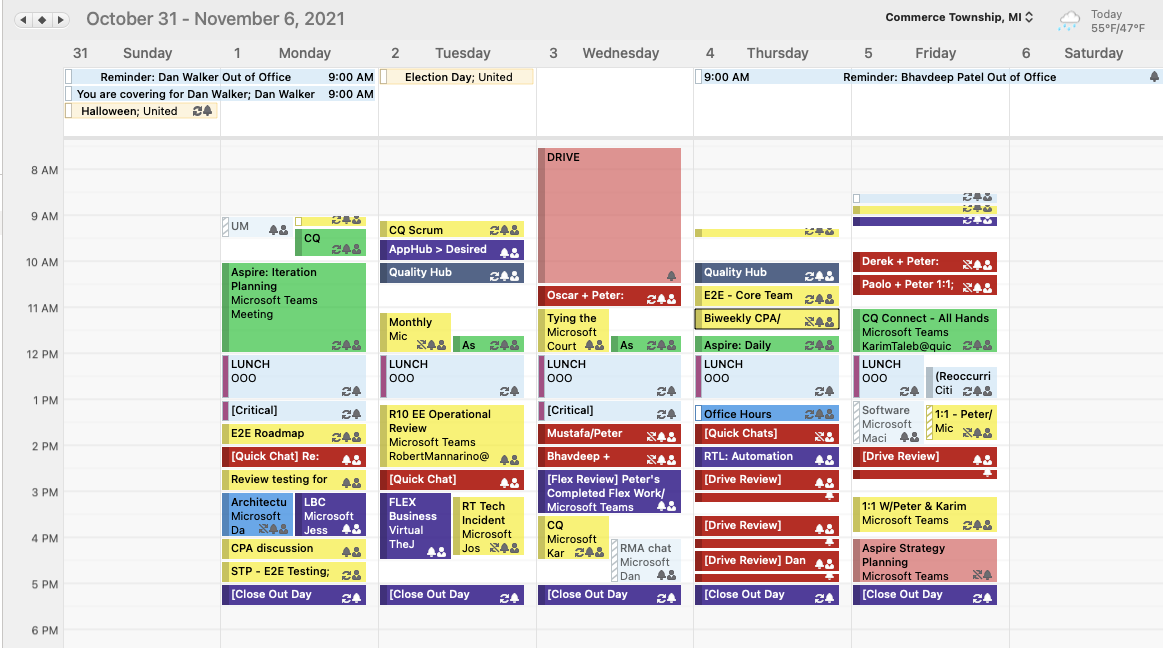 October 31 - November 6, 2021
Commerce Township, MI
Today
55°F/47°F
31 Sunday
1 Monday
2 Tuesday
3 Wednesday
4 Thursday
5 Friday
6 Saturday
Reminder: Dan Walker Out of Office 9:00 AM
Election Day; United
9:00 AM Reminder: Bhavdeep Patel Out of Office
You are covering for Dan Walker; Dan Walker 9:00 AM
Halloween; United
8 AM
9 AM
10 AM
11 AM
12 PM
1 PM
2 PM
3 PM
4 PM
5 PM
6 PM
UM
CQ
Aspire: Iteration
Planning
Microsoft Teams
Meeting
LUNCH
OOO
[Critical]
E2E Roadmap
[Quick Chat] Re:
Review testing for
Architectu
Microsoft
Da
LBC
Microsoft
Jess
CPA discussion
STP - E2E Testing;
[Close Out Day
CQ Scrum
AppHub > Desired
Quality Hub
Monthly
Mic
As
LUNCH
OOO
R10 EE Operational
Review
Microsoft Teams
RobertMannarino@
[Quick Chat]
FLEX
Business
Virtual
TheJ
RT Tech
Incident
Microsoft
Jos
[Close Out Day
DRIVE
Oscar + Peter:
Tying the
Microsoft
Court
As
LUNCH
OOO
[Critical]
Mustafa/Peter
Bhavdeep +
[Flex Review] Peter's
Completed Flex Work/
Microsoft Teams
CQ
Microsoft
Kar
RMA chat
Microsoft
Dan
[Close Out Day
Quality Hub
E2E - Core Team
Biweekly CPA/
Aspire: Daily
LUNCH
OOO
Office Hours
[Quick Chats]
RTL: Automation
[Drive Review]
[Drive Review]
[Drive Review] Dan
[Close Out Day
Derek + Peter:
Paolo + Peter 1:1;
CQ Connect - All Hands
Microsoft Teams
KarimTaleb@quic
LUNCH
OOO
(Reoccurri
Citi
Software
Microsoft
Maci
1:1 - Peter/
Mic
[Drive Review]
1:1 W/Peter & Karim
Microsoft Teams
Aspire Strategy
Planning
Microsoft Teams
[Close Out Day